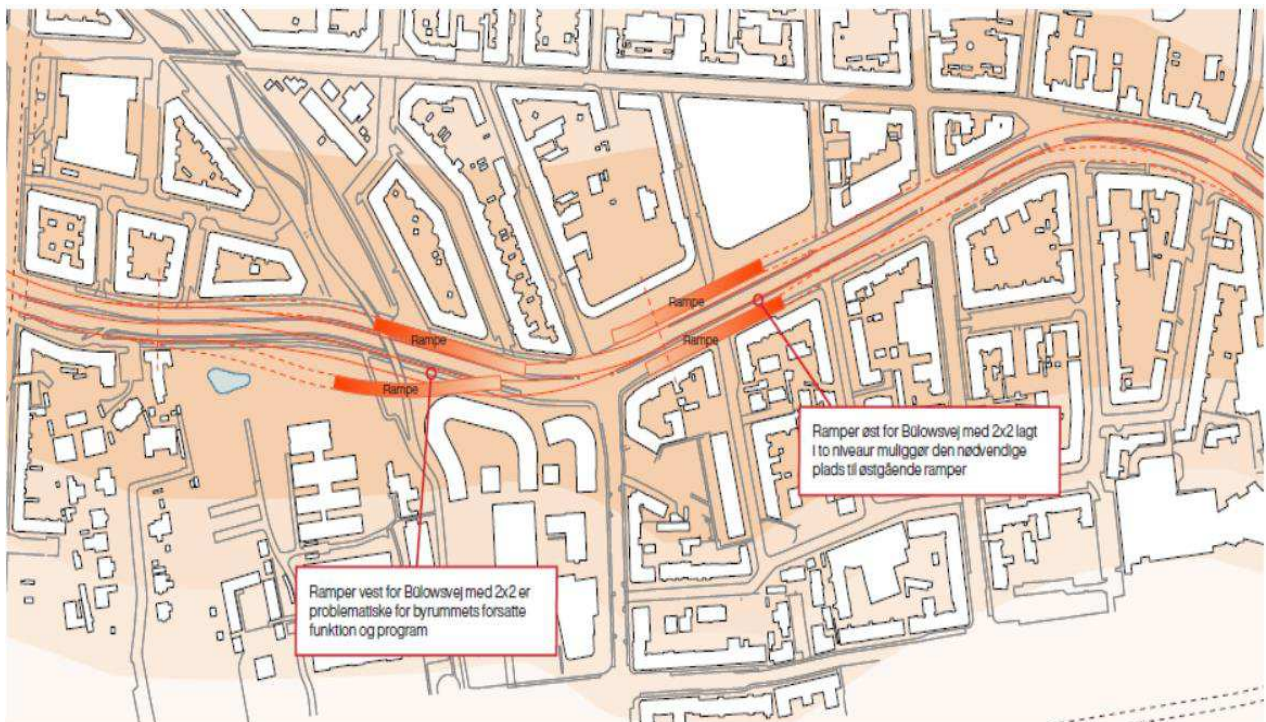 Rampe
Rampe
Rampe
Rampe
Ramper øst for Bülowsvej med 2x2 lagt
i to niveaur muliggør den nødvendige
plads til østgående ramper
Ramper vest for Bülowsvej med 2x2 er
problematiske for byrummets forsatte
funktion og program